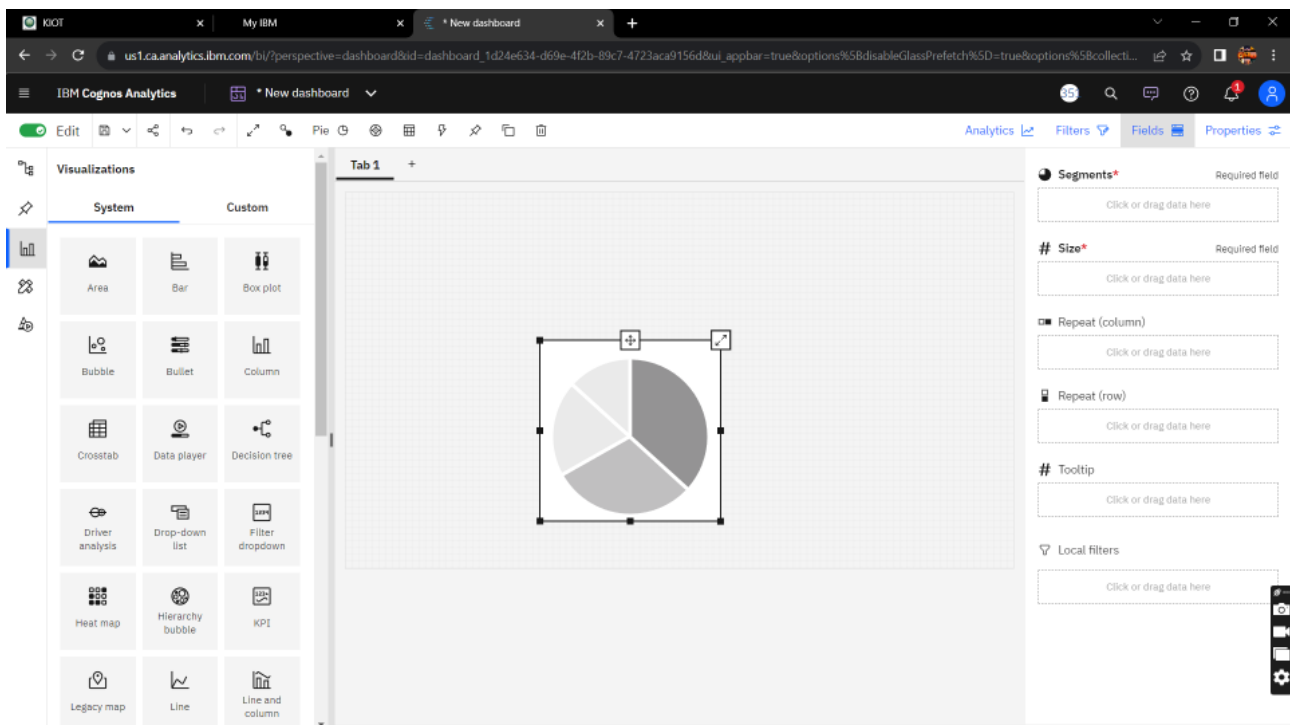 KIOT
My IBM
* New dashboard
us1.ca.analytics.ibm.com/bi/?perspective=dashboard&id=dashboard_1d24e634-d69e-4f2b-89c7-4723aca9156d&ui_appbar=true&options%5BdisableGlassPrefetch%5D=true&options%5Bcollecti...
IBM Cognos Analytics
* New dashboard
35
1
Edit
Pie
Analytics
Filters
Fields
Properties
Visualizations
System
Custom
Area
Bar
Box plot
Bubble
Bullet
Column
Crosstab
Data player
Decision tree
Driver
analysis
Drop-down
list
Filter
dropdown
Heat map
Hierarchy
bubble
KPI
Legacy map
Line
Line and
column
Tab 1
Segments*
Required field
Click or drag data here
# Size*
Required field
Click or drag data here
Repeat (column)
Click or drag data here
Repeat (row)
Click or drag data here
# Tooltip
Click or drag data here
Local filters
Click or drag data here